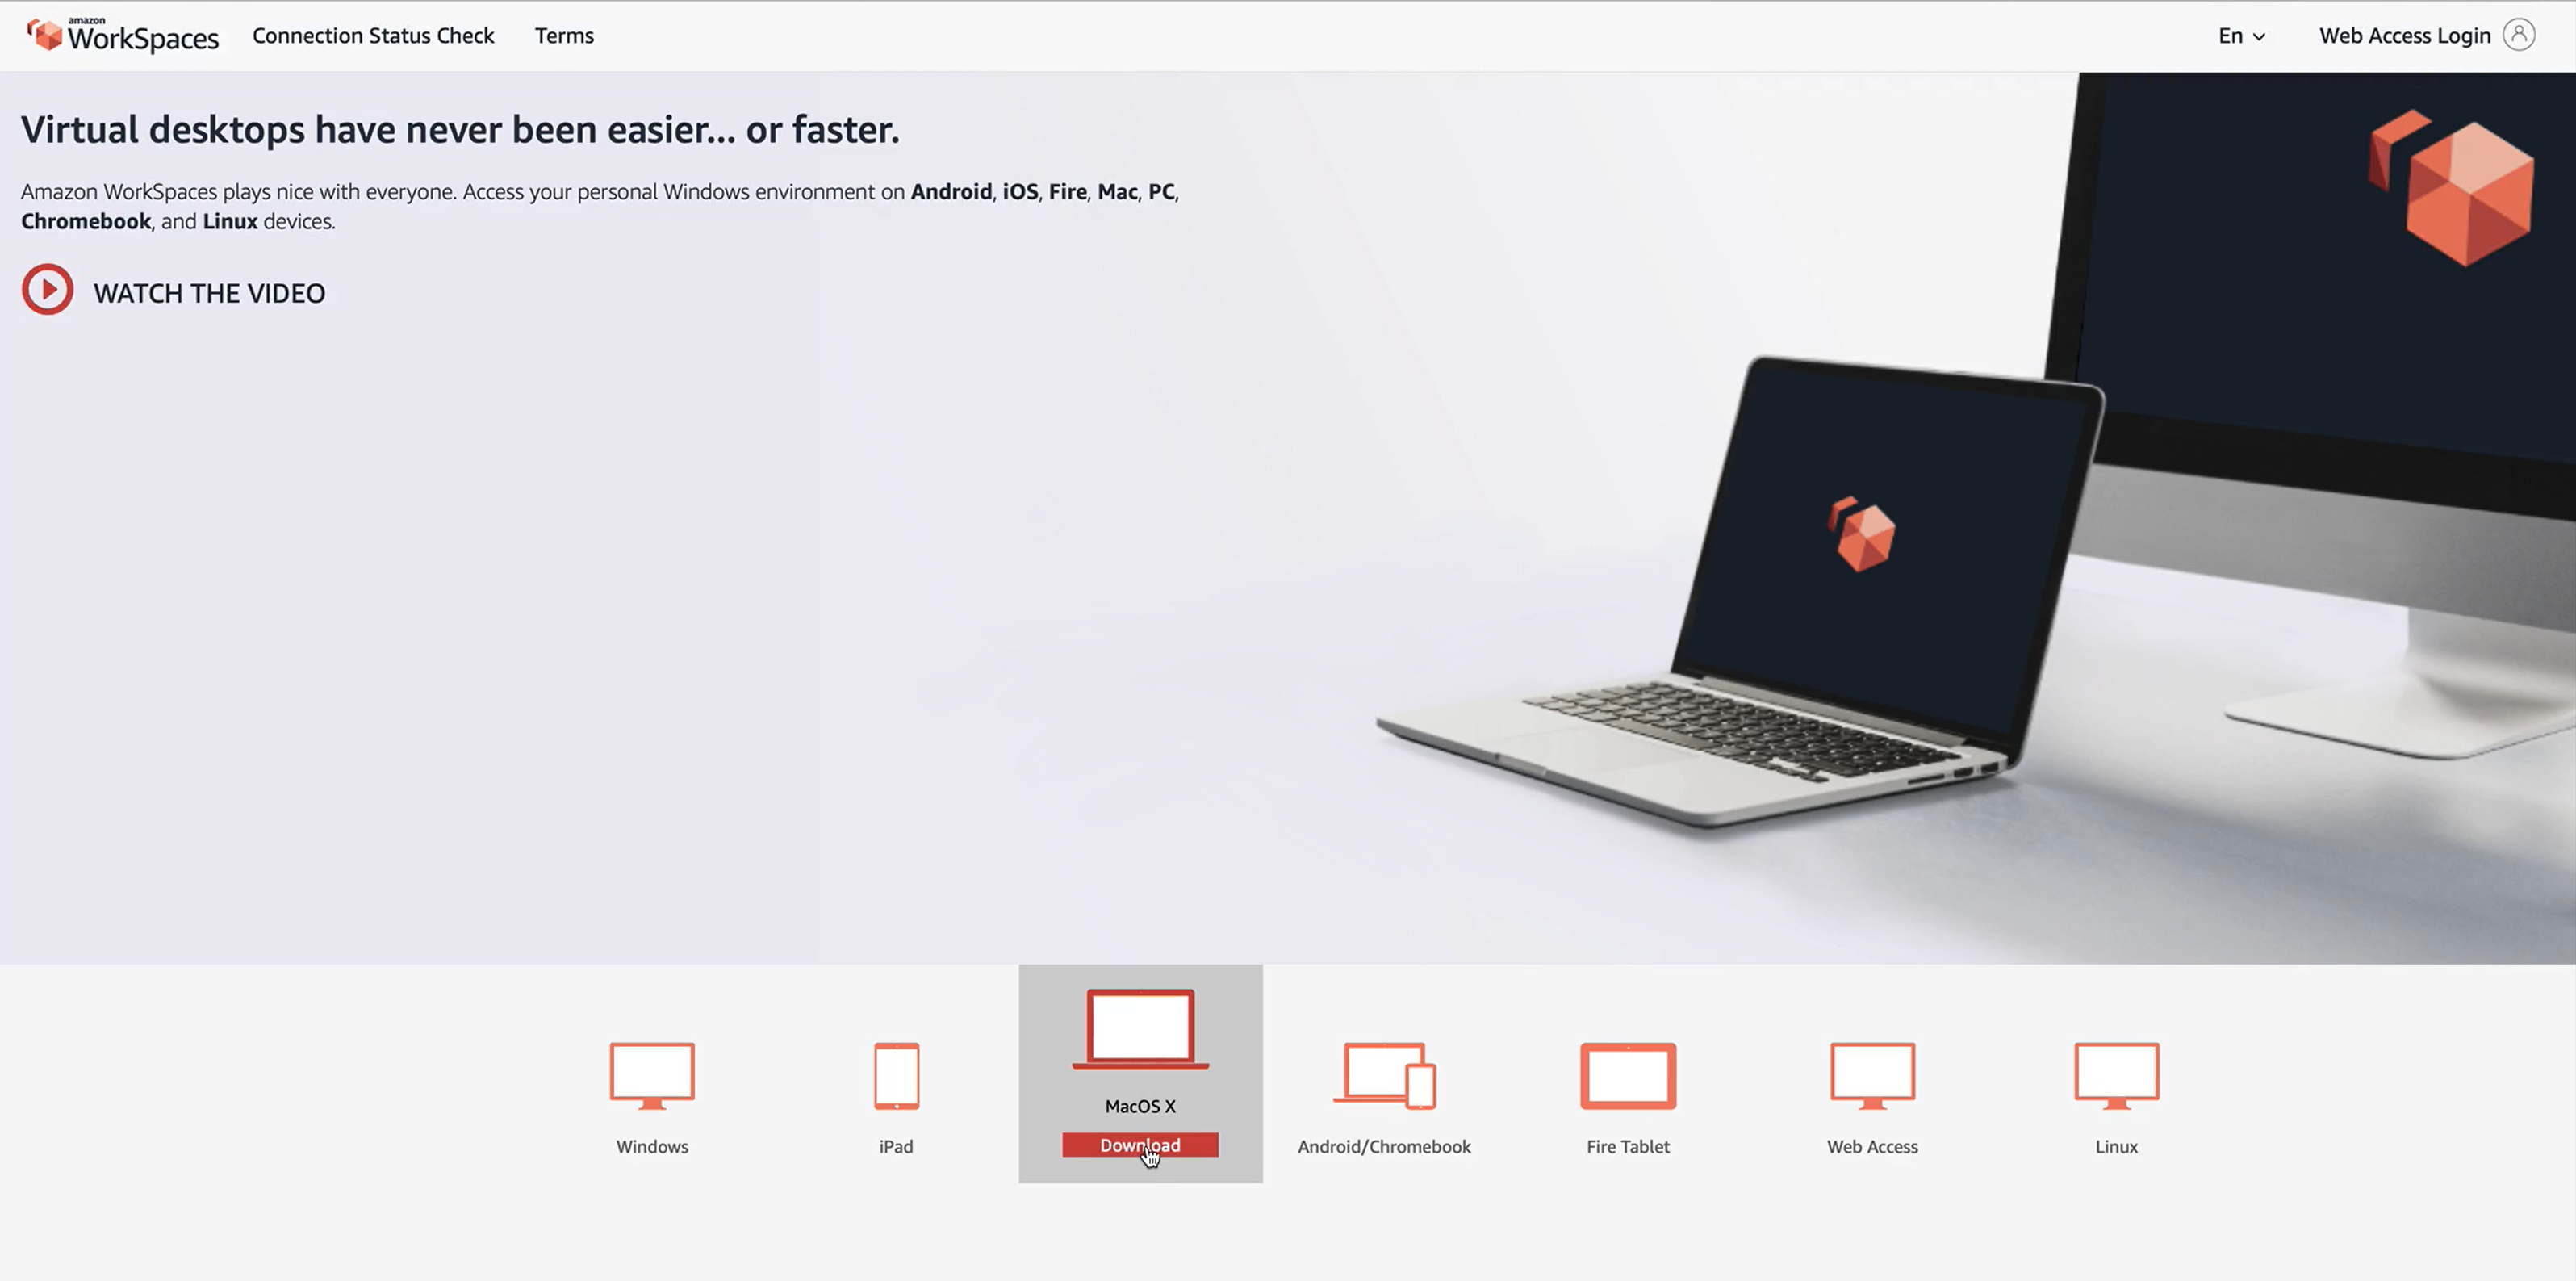 amazon
WorkSpaces
Connection Status Check
Terms
En
Web Access Login
Virtual desktops have never been easier... or faster.
Amazon WorkSpaces plays nice with everyone. Access your personal Windows environment on Android, iOS, Fire, Mac, PC,
Chromebook, and Linux devices.
WATCH THE VIDEO
Windows
iPad
MacOS X
Download
Android/Chromebook
Fire Tablet
Web Access
Linux